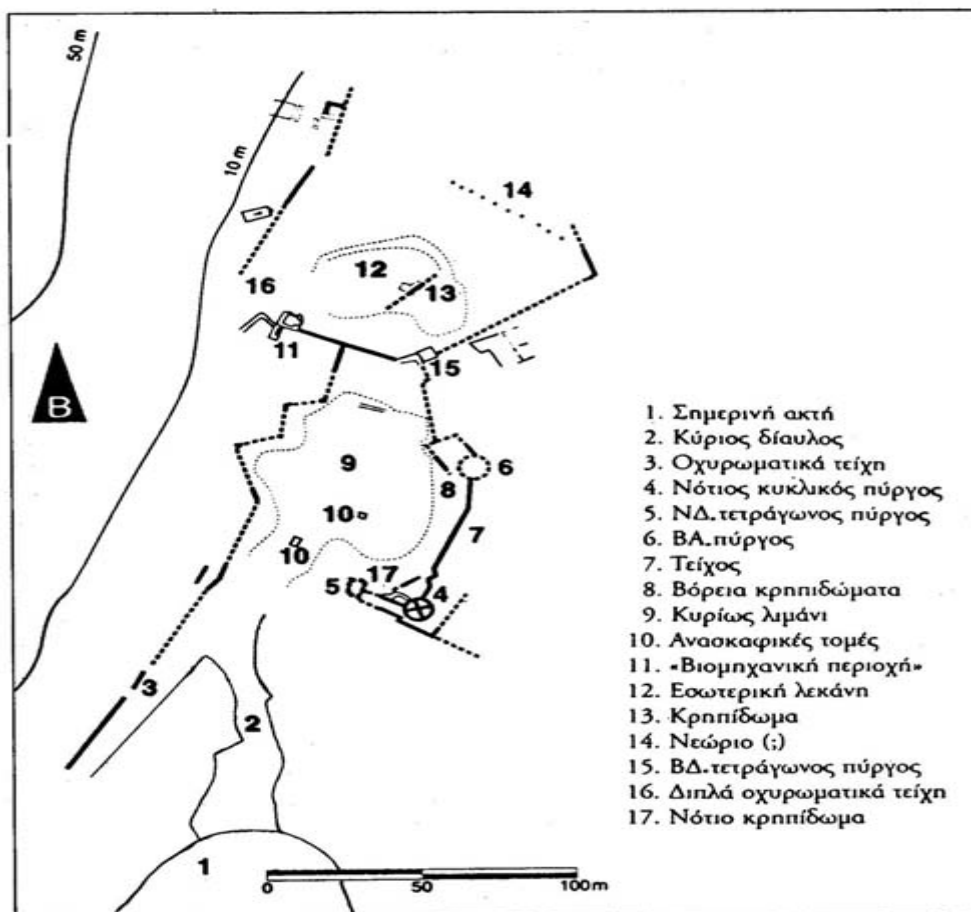 50 m
10 m
14
12
13
16
11
15
B
9
6
8
10
7
10
17
5
4
3
2
1
0
50
100m
1. Σημερινή ακτή
2. Κύριος δίαυλος
3. Οχυρωματικά τείχη
4. Νότιος κυκλικός πύργος
5. ΝΔ.τετράγωνος πύργος
6. ΒΑ.πύργος
7. Τείχος
8. Βόρεια κρηπιδώματα
9. Κυρίως λιμάνι
10. Ανασκαφικές τομές
11. «Βιομηχανική περιοχή»
12. Εσωτερική λεκάνη
13. Κρηπίδωμα
14. Νεώριο (;)
15. ΒΔ.τετράγωνος πύργος
16. Διπλά οχυρωματικά τείχη
17. Νότιο κρηπίδωμα